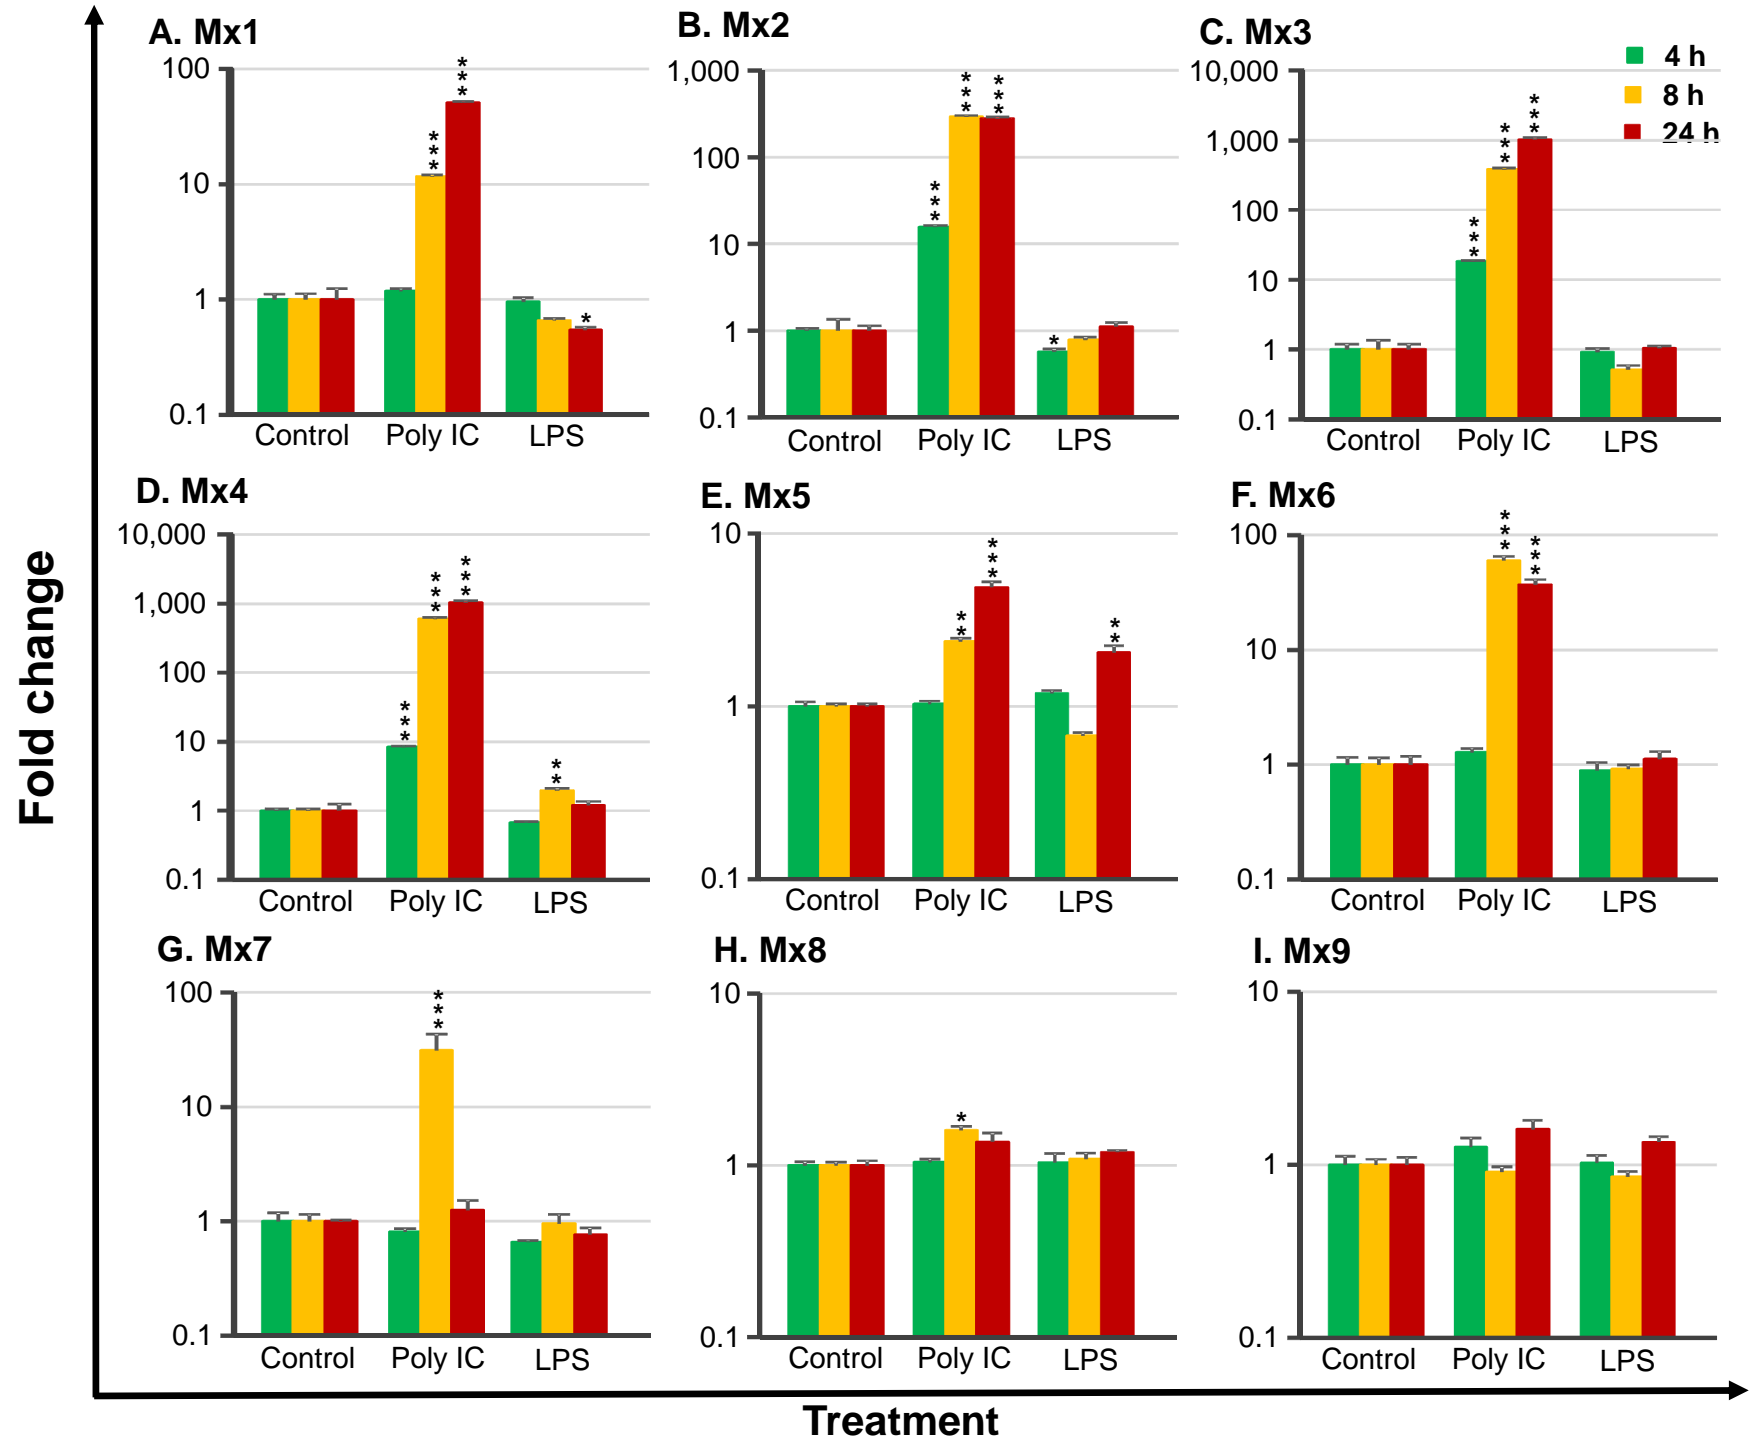 A. Mx1
100
10
1
0.1
***
***
*
Control Poly IC LPS
B. Mx2
1,000
100
10
1
0.1
***
***
***
*
Control Poly IC LPS
C. Mx3
10,000
1,000
100
10
1
0.1
***
***
***
Control Poly IC LPS
4 h
8 h
24 h
D. Mx4
10,000
1,000
100
10
1
0.1
***
***
***
**
Control Poly IC LPS
E. Mx5
10
1
0.1
**
***
**
Control Poly IC LPS
F. Mx6
100
10
1
0.1
***
***
Control Poly IC LPS
G. Mx7
100
10
1
0.1
***
Control Poly IC LPS
H. Mx8
10
1
0.1
*
Control Poly IC LPS
I. Mx9
10
1
0.1
Control Poly IC LPS
Fold change
Treatment